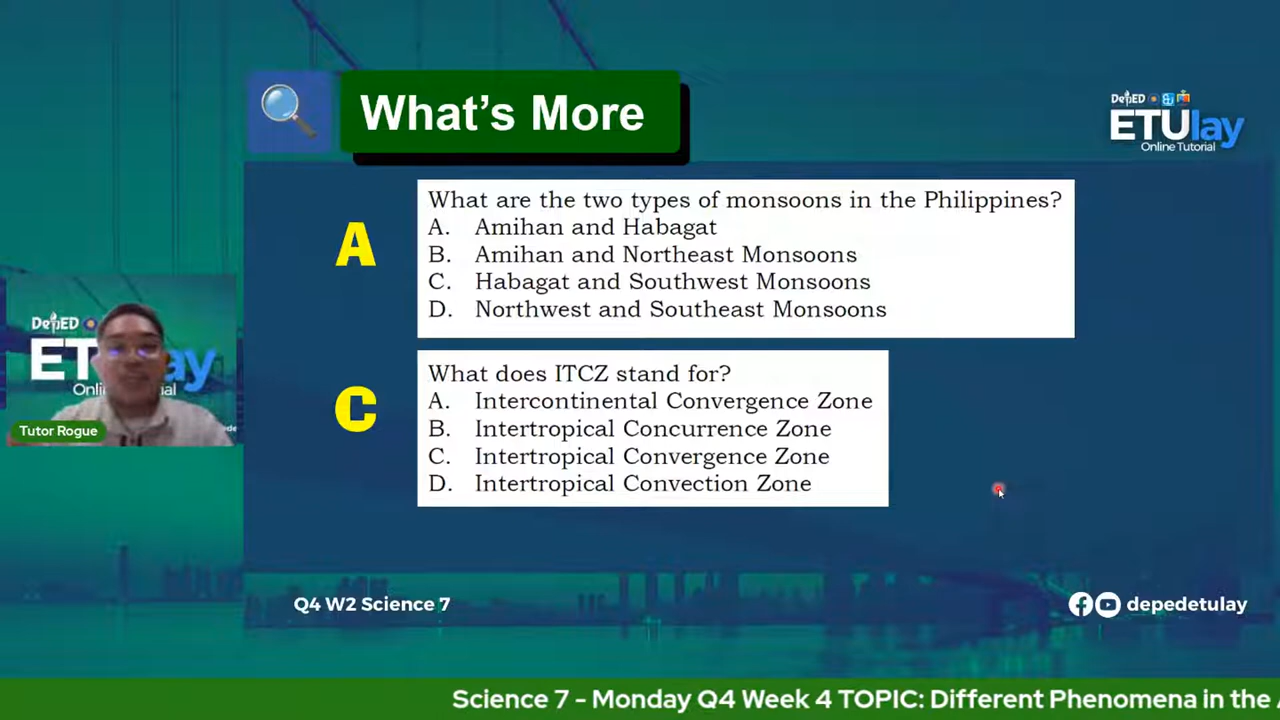 What's More
DepED
ETUlay
Online Tutorial
A
What are the two types of monsoons in the Philippines?
A. Amihan and Habagat
B. Amihan and Northeast Monsoons
C. Habagat and Southwest Monsoons
D. Northwest and Southeast Monsoons
C
What does ITCZ stand for?
A. Intercontinental Convergence Zone
B. Intertropical Concurrence Zone
C. Intertropical Convergence Zone
D. Intertropical Convection Zone
DepED
Tutor Rogue
Q4 W2 Science 7
depedetulay
Science 7 - Monday Q4 Week 4 TOPIC: Different Phenomena in the